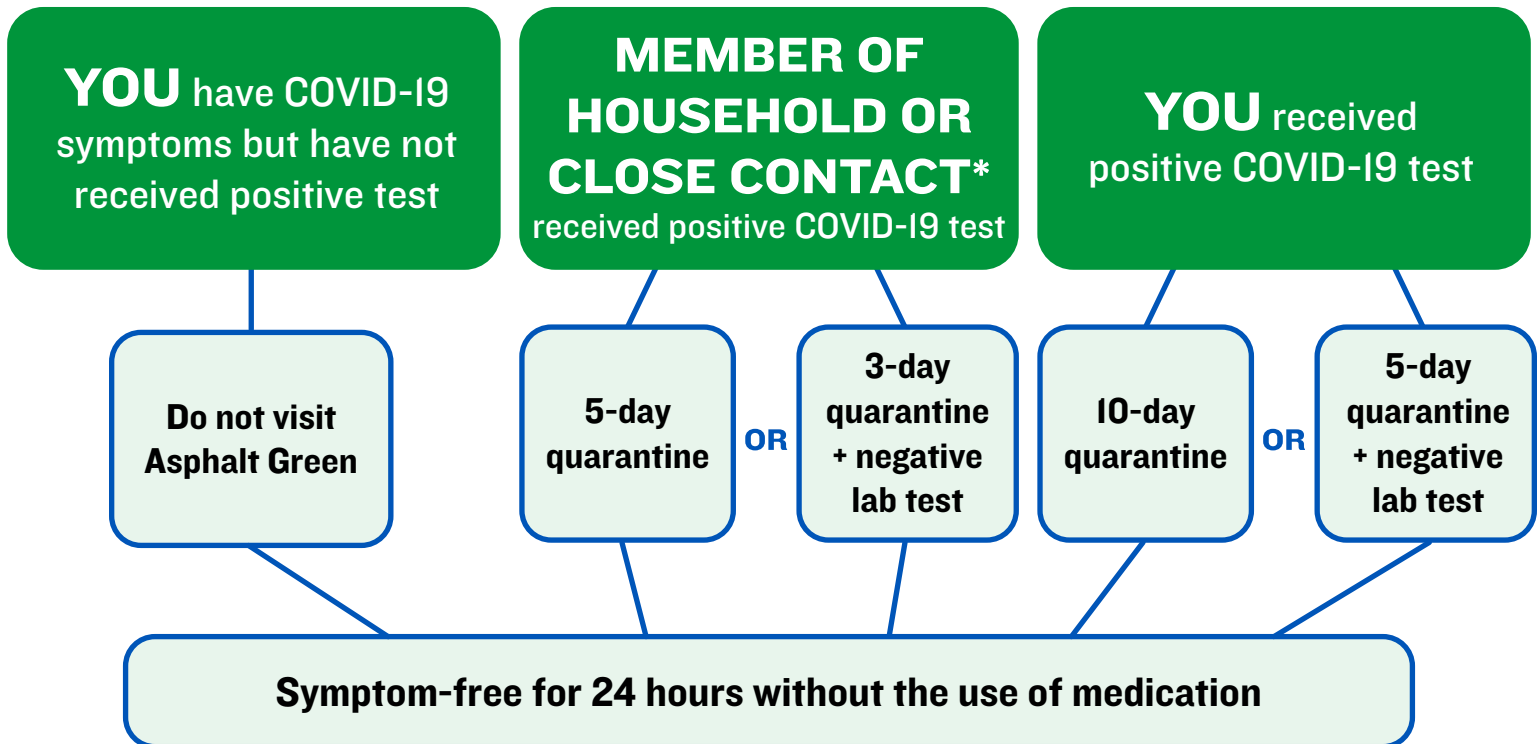 YOU have COVID-19
symptoms but have not
received positive test
MEMBER OF
HOUSEHOLD OR
CLOSE CONTACT*
received positive COVID-19 test
YOU received
positive COVID-19 test
Do not visit
Asphalt Green
5-day
quarantine
OR
3-day
quarantine
+ negative
lab test
10-day
quarantine
OR
5-day
quarantine
+ negative
lab test
Symptom-free for 24 hours without the use of medication